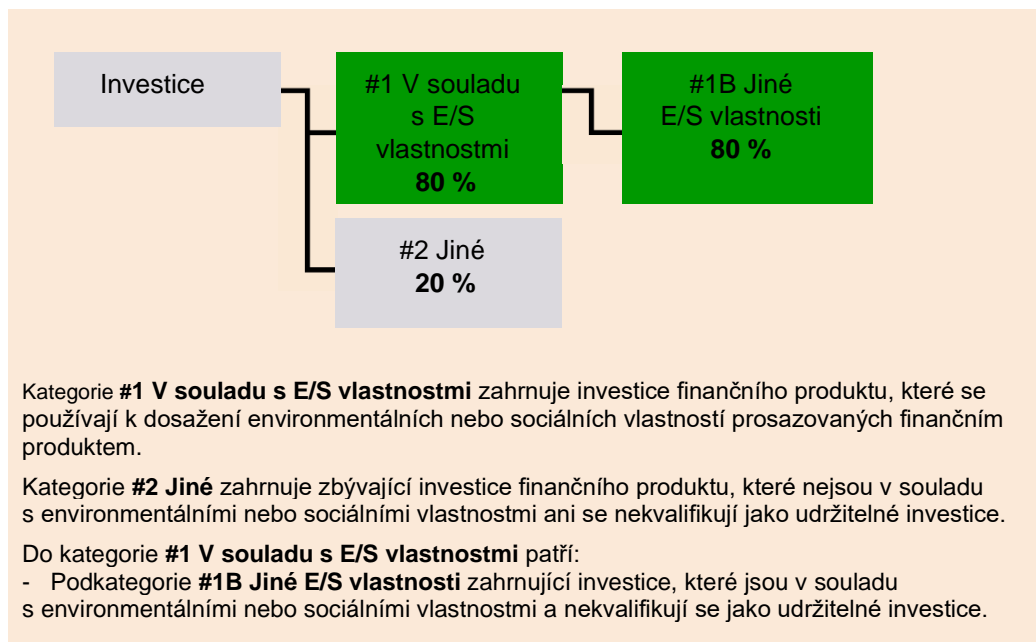 Investice
#1 V souladu
s E/S
vlastnostmi
80 %
#1B Jiné
E/S vlastnosti
80 %
#2 Jiné
20 %
Kategorie #1 V souladu s E/S vlastnostmi zahrnuje investice finančního produktu, které se
používají k dosažení environmentálních nebo sociálních vlastností prosazovaných finančním
produktem.
Kategorie #2 Jiné zahrnuje zbývající investice finančního produktu, které nejsou v souladu
s environmentálními nebo sociálními vlastnostmi ani se nekvalifikují jako udržitelné investice.
Do kategorie #1 V souladu s E/S vlastnostmi patří:
- Podkategorie #1B Jiné E/S vlastnosti zahrnující investice, které jsou v souladu
s environmentálními nebo sociálními vlastnostmi a nekvalifikují se jako udržitelné investice.